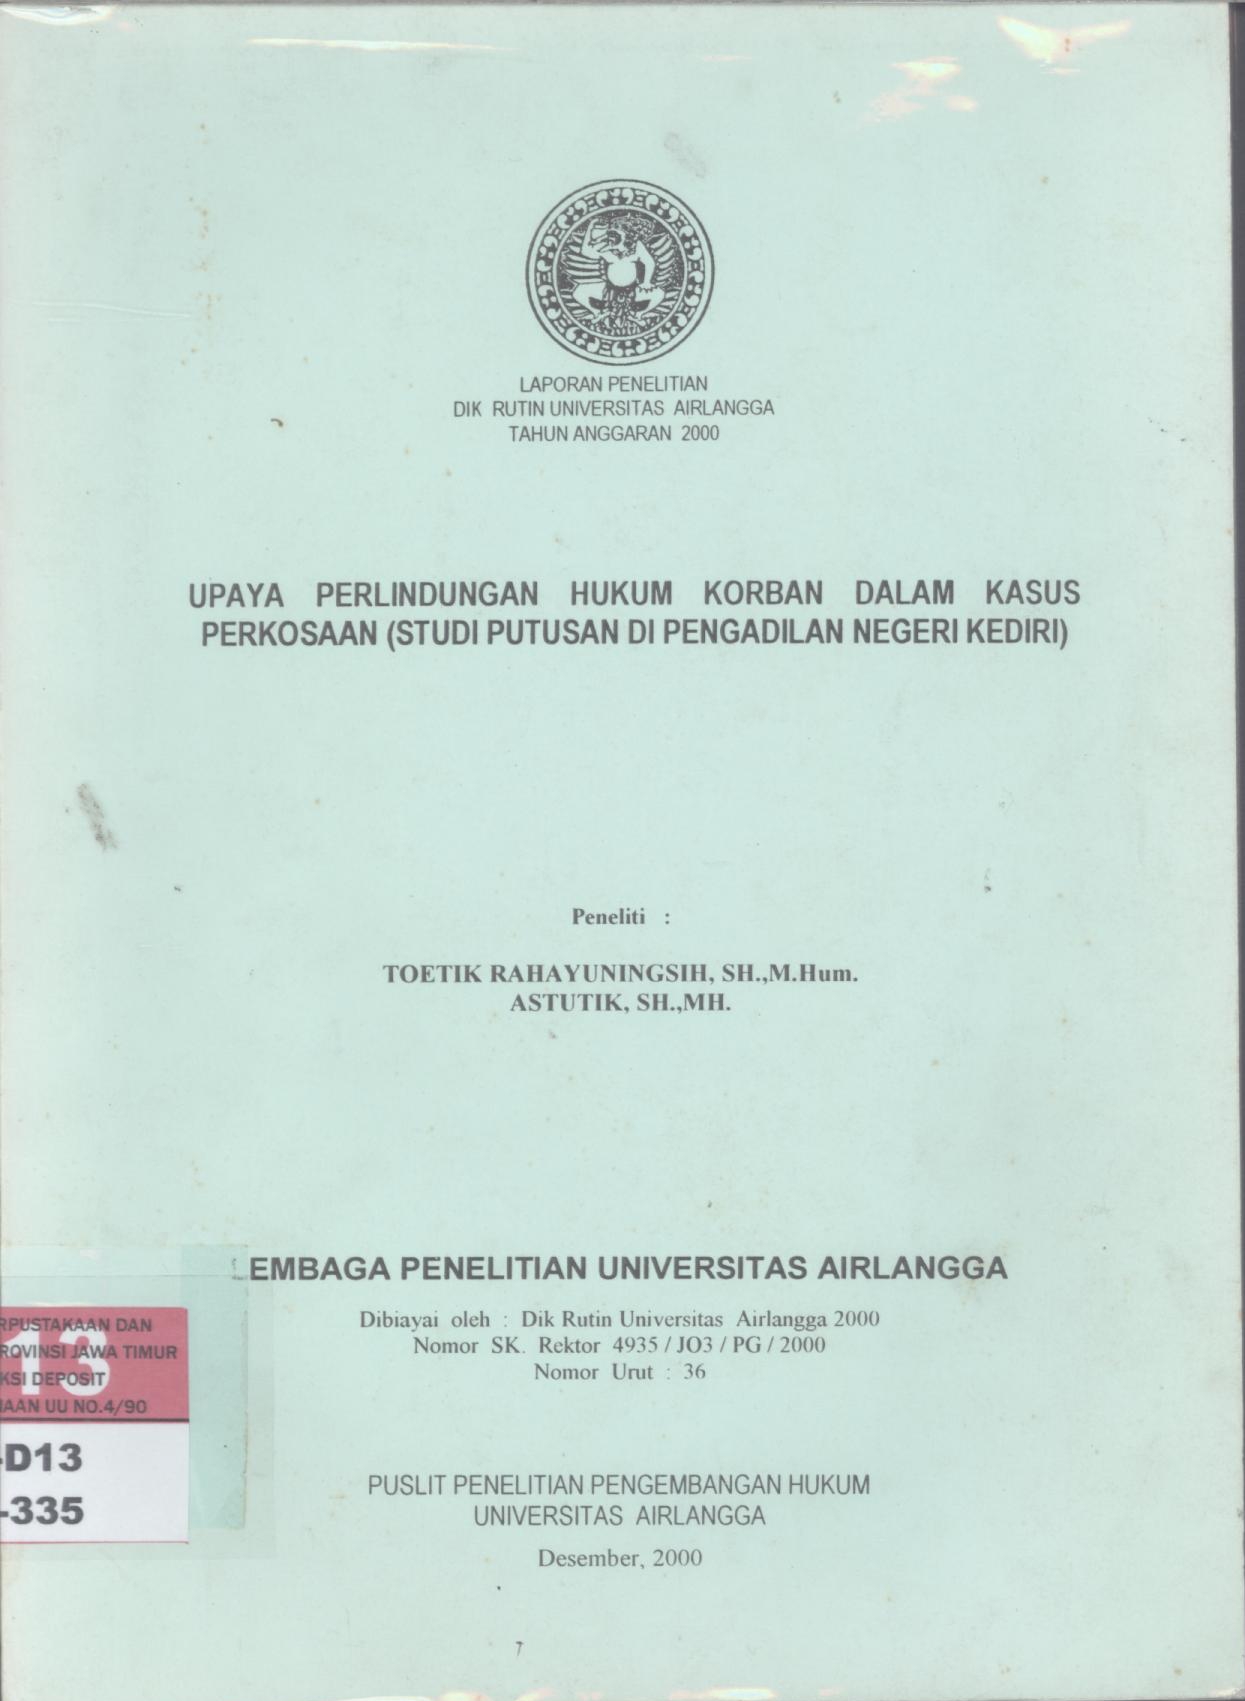 LAPORAN PENELITIAN
DIK RUTIN UNIVERSITAS AIRLANGGA
TAHUN ANGGARAN 2000
UPAYA PERLINDUNGAN HUKUM KORBAN DALAM KASUS
PERKOSAAN (STUDI PUTUSAN DI PENGADILAN NEGERI KEDIRI)
Peneliti :
TOETIK RAHAYUNINGSIH, SH.,M.Hum.
ASTUTIK, SH.,MH.
LEMBAGA PENELITIAN UNIVERSITAS AIRLANGGA
Dibiayai oleh : Dik Rutin Universitas Airlangga 2000
Nomor SK. Rektor 4935 / JO3 / PG / 2000
Nomor Urut : 36
PUSLIT PENELITIAN PENGEMBANGAN HUKUM
UNIVERSITAS AIRLANGGA
Desember, 2000
RPUSTAKAAN DAN
ROVINSI JAWA TIMUR
KSI DEPOSIT
AAN UU NO.4/90
13
-D13
-335